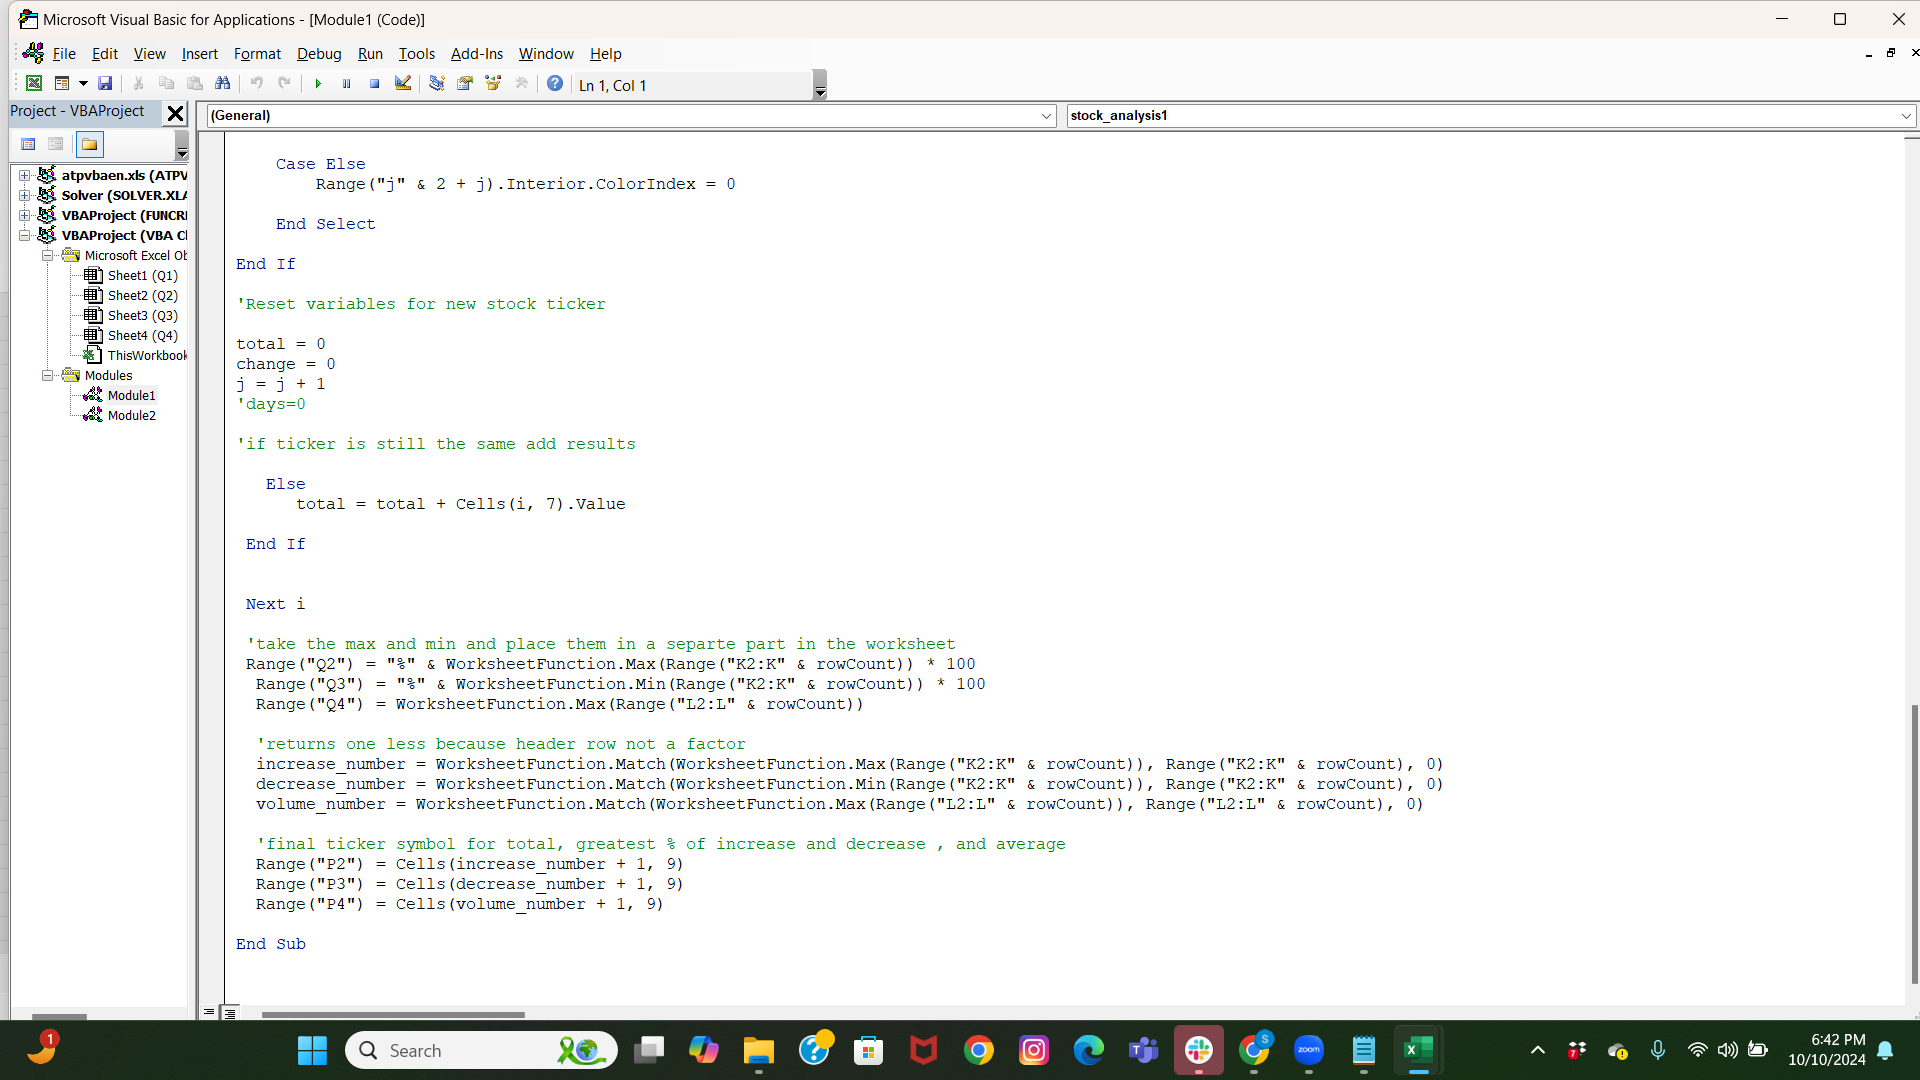 Microsoft Visual Basic for Applications - [Module1 (Code)]
File Edit View Insert Format Debug Run Tools Add-Ins Window Help
Ln 1, Col 1
Project - VBAProject
(General)
stock_analysis1
atpvbaen.xls (ATPV
Solver (SOLVER.XLA
VBAProject (FUNCRE
VBAProject (VBA Cl
Microsoft Excel Ob
Sheet1 (Q1)
Sheet2 (Q2)
Sheet3 (Q3)
Sheet4 (Q4)
ThisWorkbook
Modules
Module1
Module2
Case Else
Range("j" & 2 + j).Interior.ColorIndex = 0
End Select
End If
'Reset variables for new stock ticker
total = 0
change = 0
j = j + 1
'days=0
'if ticker is still the same add results
Else
total = total + Cells(i, 7).Value
End If
Next i
'take the max and min and place them in a separte part in the worksheet
Range("Q2") = "%" & WorksheetFunction.Max(Range("K2:K" & rowCount)) * 100
Range("Q3") = "%" & WorksheetFunction.Min(Range("K2:K" & rowCount)) * 100
Range("Q4") = WorksheetFunction.Max(Range("L2:L" & rowCount))
'returns one less because header row not a factor
increase_number = WorksheetFunction.Match(WorksheetFunction.Max(Range("K2:K" & rowCount)), Range("K2:K" & rowCount), 0)
decrease_number = WorksheetFunction.Match(WorksheetFunction.Min(Range("K2:K" & rowCount)), Range("K2:K" & rowCount), 0)
volume_number = WorksheetFunction.Match(WorksheetFunction.Max(Range("L2:L" & rowCount)), Range("L2:L" & rowCount), 0)
'final ticker symbol for total, greatest % of increase and decrease , and average
Range("P2") = Cells(increase_number + 1, 9)
Range("P3") = Cells(decrease_number + 1, 9)
Range("P4") = Cells(volume_number + 1, 9)
End Sub
1
Search
S
zoom
7
6:42 PM
10/10/2024